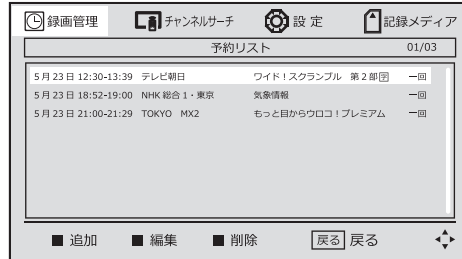 録画管理 チャンネルサーチ 設定 記録メディア
予約リスト 01/03
5月23日 12:30-13:39 テレビ朝日 ワイド！スクランブル 第2部字 一回
5月23日 18:52-19:00 NHK総合1・東京 気象情報 一回
5月23日 21:00-21:29 TOKYO MX2 もっと目からウロコ！プレミアム 一回
■ 追加 ■ 編集 ■ 削除 戻る 戻る